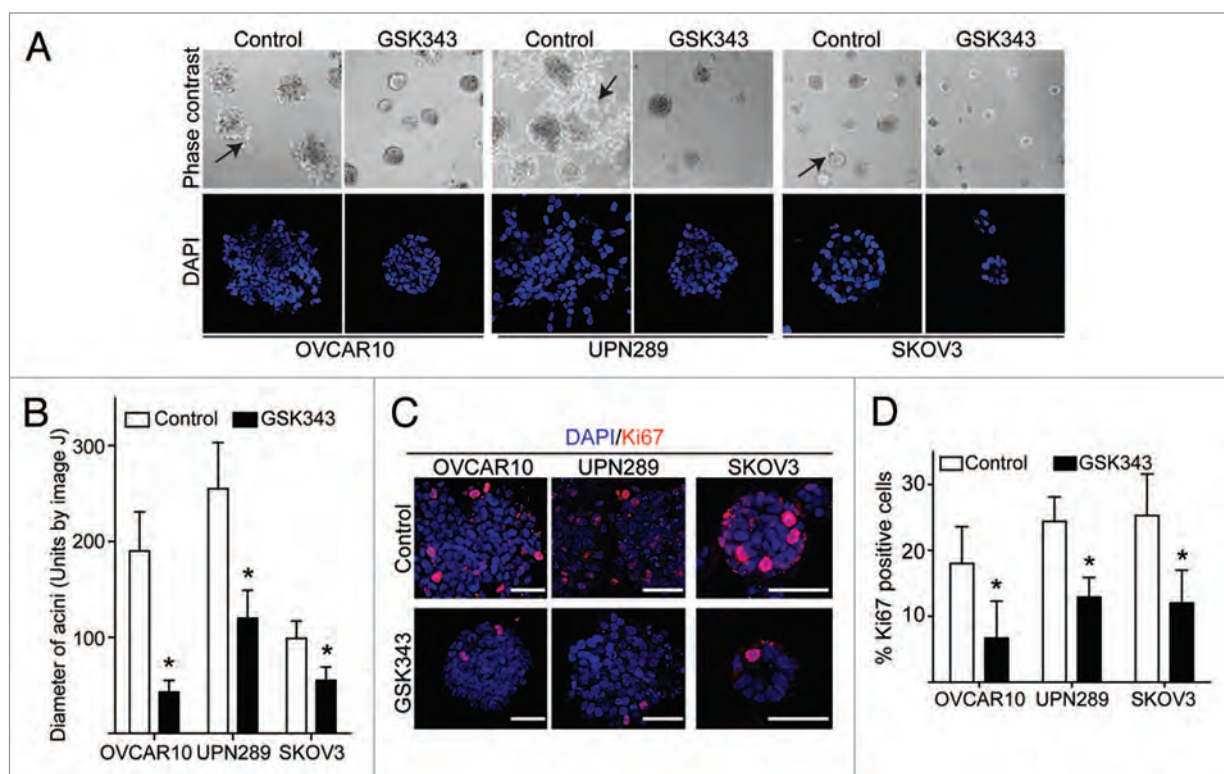 A
Control GSK343 Control GSK343 Control GSK343
Phase contrast
DAPI
OVCAR10 UPN289 SKOV3
B
Control GSK343
Diameter of acini (Units by image J)
300
200
100
* * *
OVCAR10 UPN289 SKOV3
C
DAPI/Ki67
OVCAR10 UPN289 SKOV3
Control
GSK343
D
Control GSK343
% Ki67 positive cells
30
20
10
* * *
OVCAR10 UPN289 SKOV3